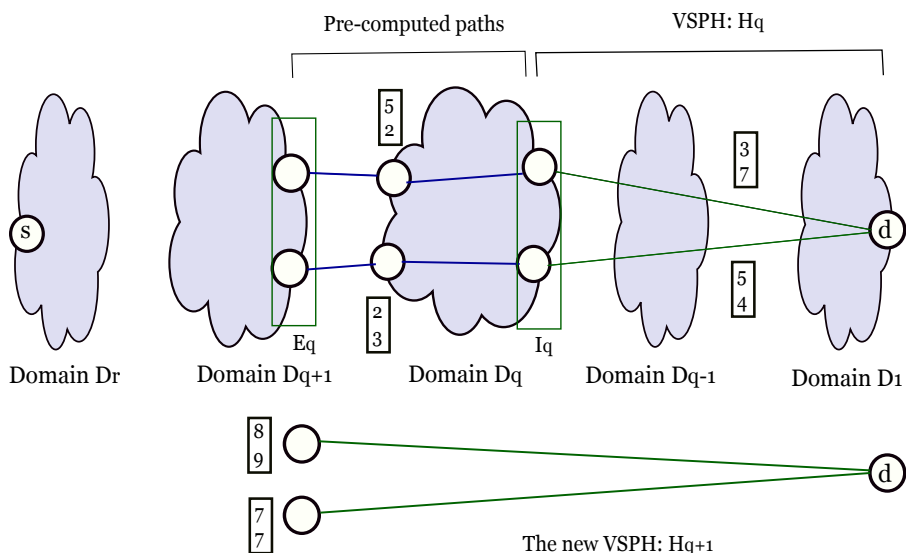 Pre-computed paths
VSPH: Hq
5
2
3
7
s
d
5
4
2
3
Eq
Iq
Domain Dr
Domain Dq+1
Domain Dq
Domain Dq-1
Domain D1
8
9
d
7
7
The new VSPH: Hq+1